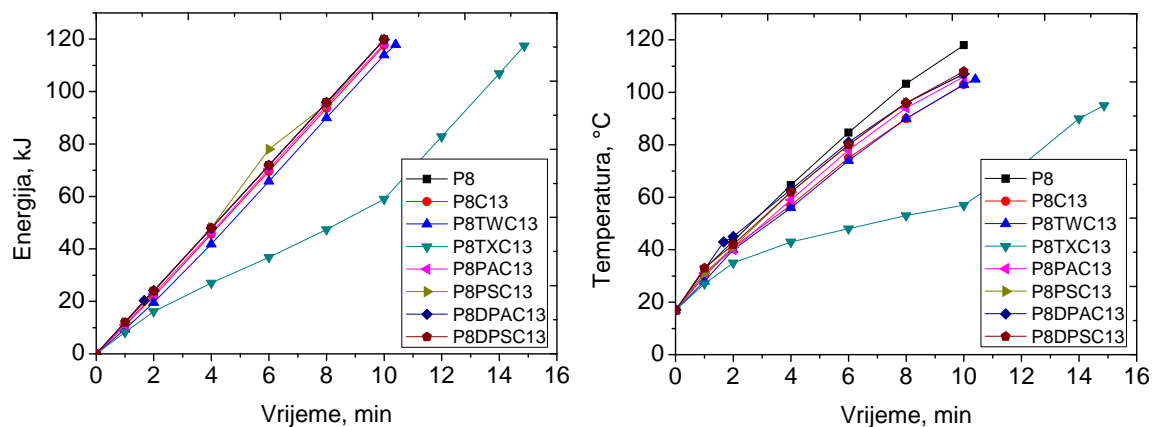 120
100
80
60
40
20
0
Energija, kJ
P8
P8C13
P8TWC13
P8TXC13
P8PAC13
P8PSC13
P8DPAC13
P8DPSC13
0 2 4 6 8 10 12 14 16
Vrijeme, min
120
100
80
60
40
20
0
Temperatura, °C
P8
P8C13
P8TWC13
P8TXC13
P8PAC13
P8PSC13
P8DPAC13
P8DPSC13
0 2 4 6 8 10 12 14 16
Vrijeme, min